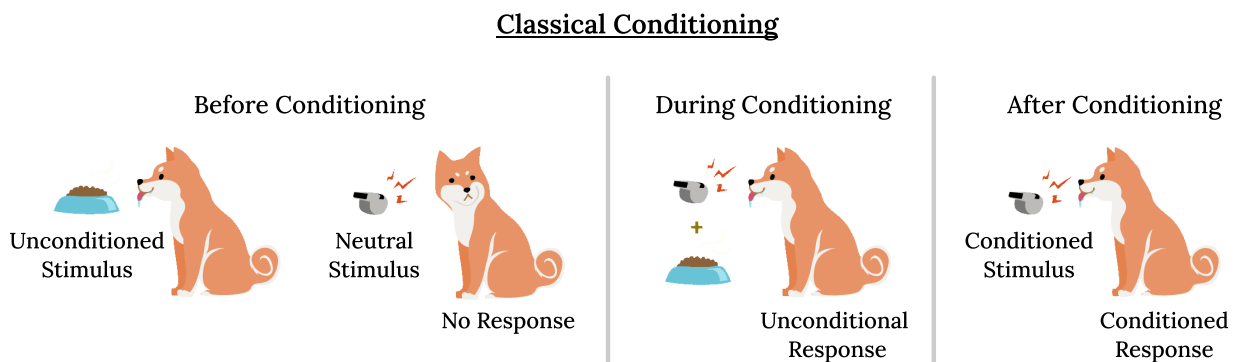 Classical Conditioning
Before Conditioning
Unconditioned
Stimulus
Neutral
Stimulus
No Response
During Conditioning
+
Unconditional
Response
After Conditioning
Conditioned
Stimulus
Conditioned
Response